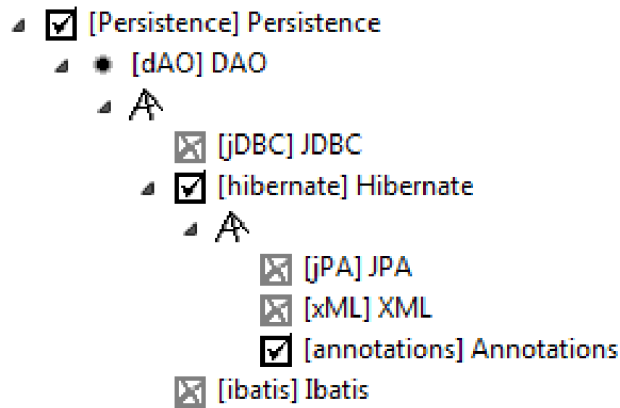 [Persistence] Persistence
[dAO] DAO
[jDBC] JDBC
[hibernate] Hibernate
[jPA] JPA
[xML] XML
[annotations] Annotations
[ibatis] Ibatis